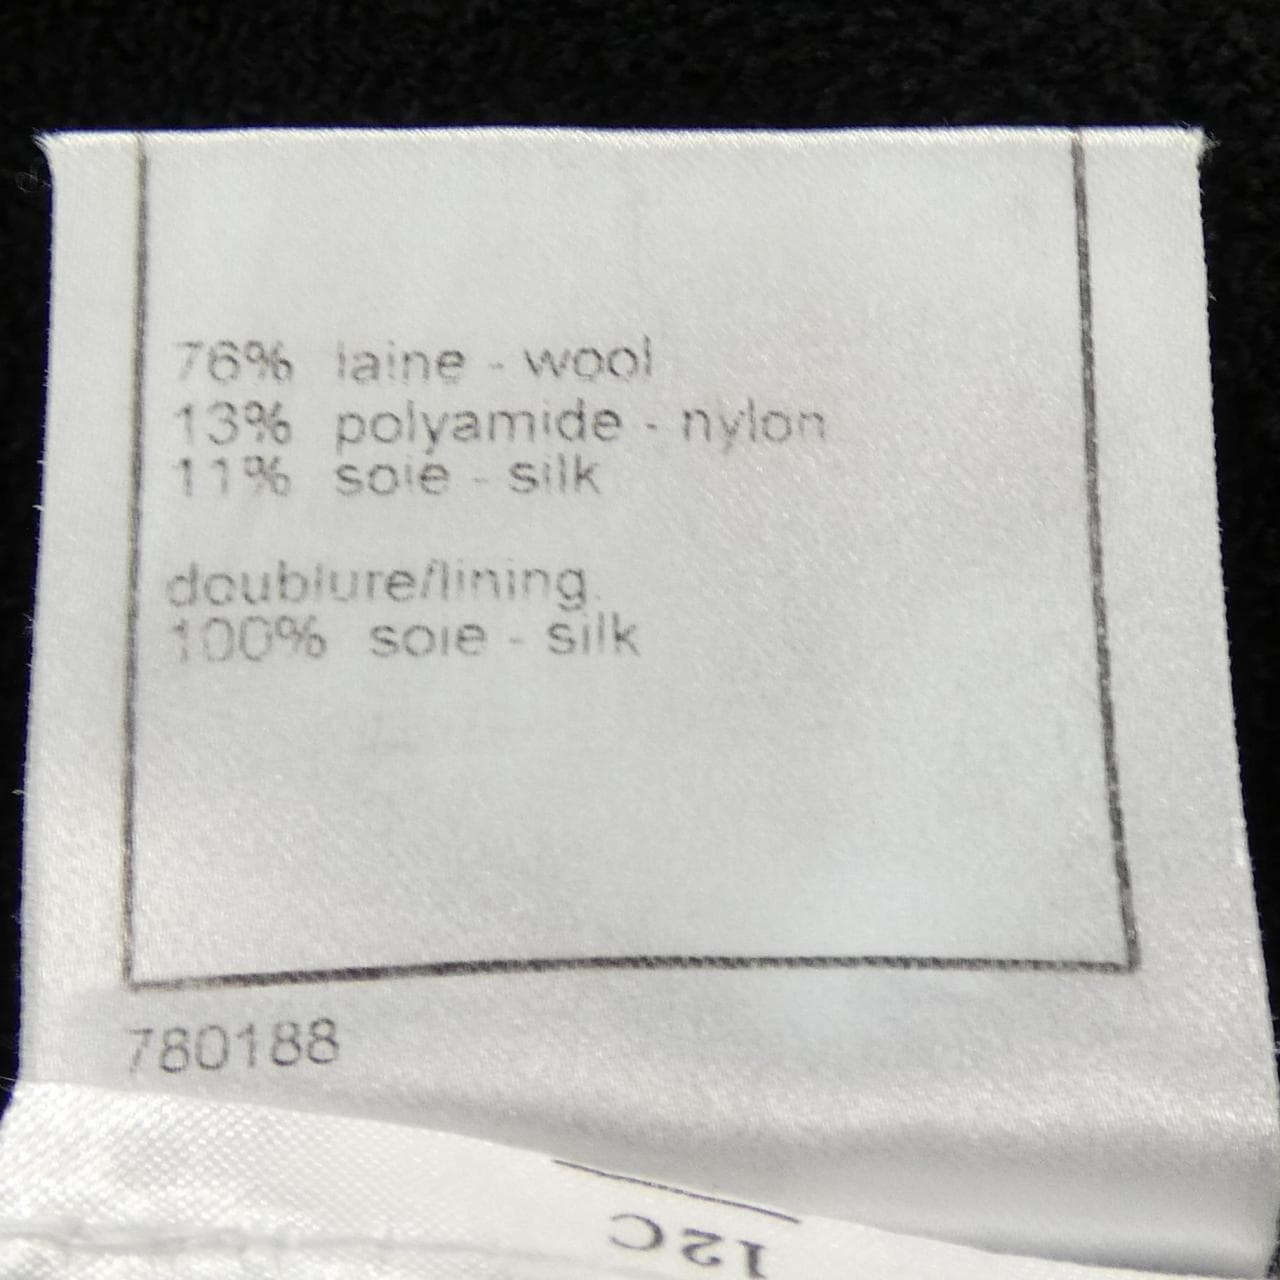 76% laine - wool
13% polyamide - nylon
11% soie - silk
doublure/lining.
100% soie - silk
780188
12C